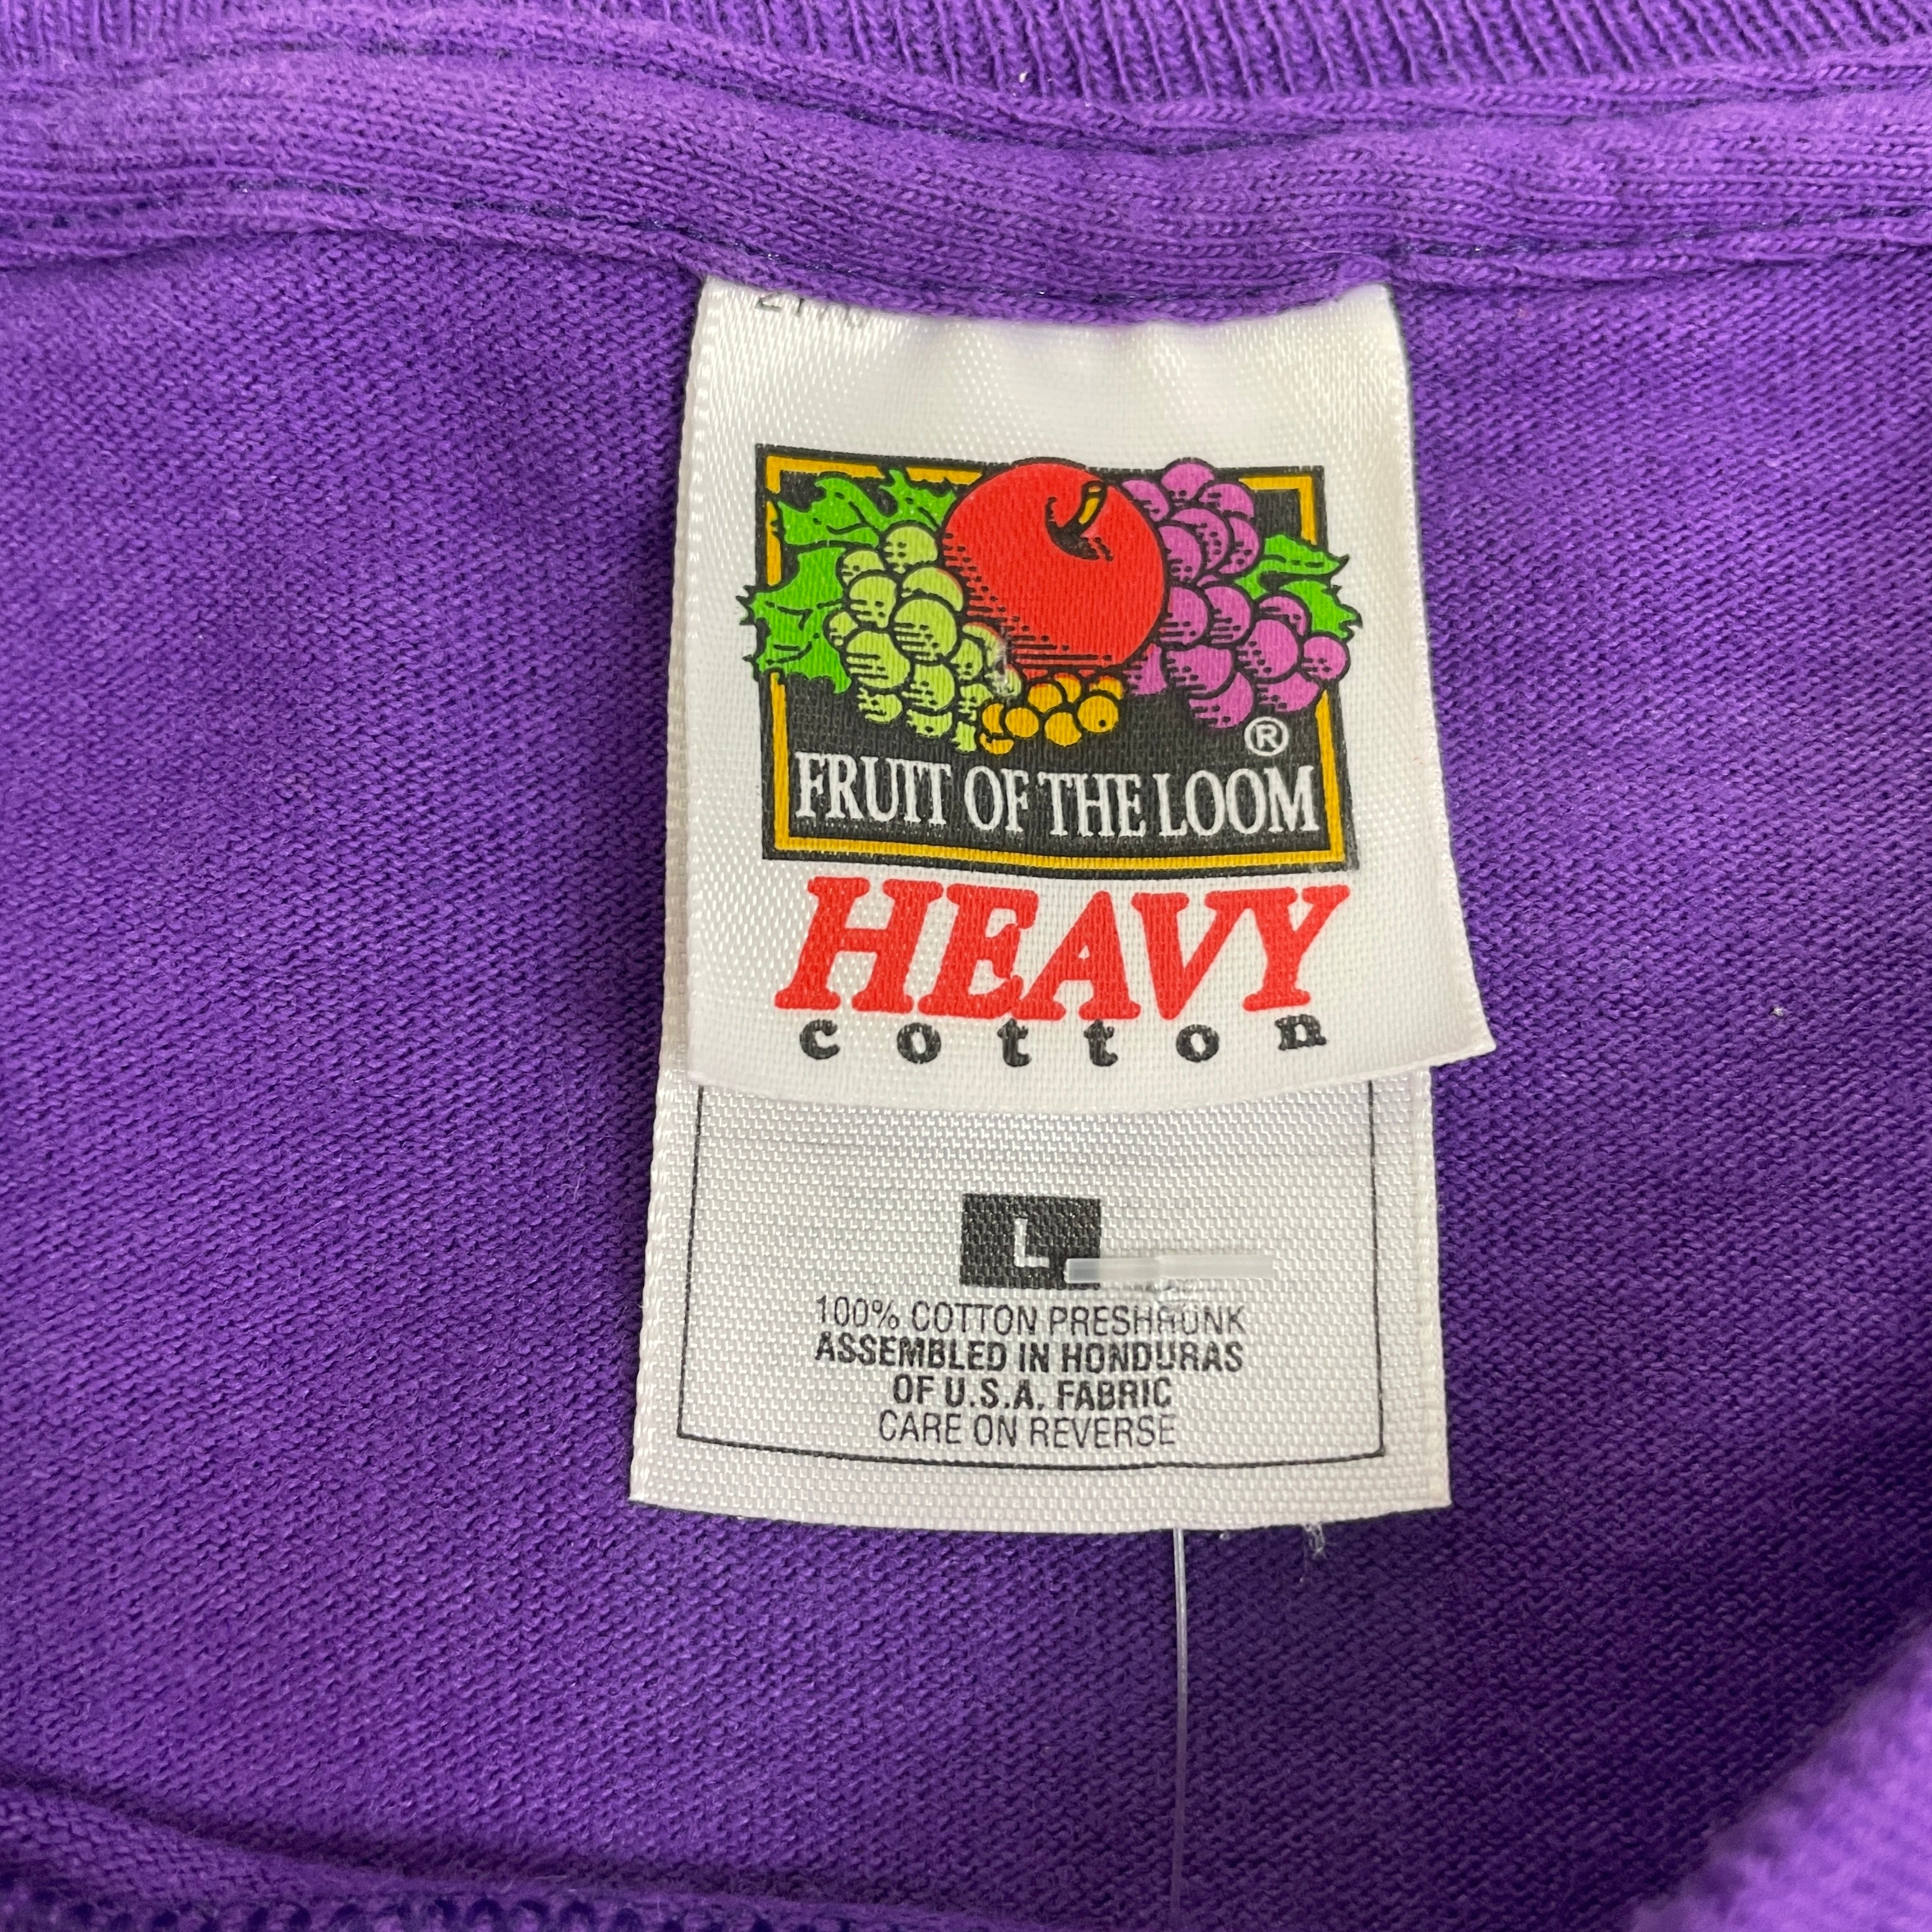 ®
FRUIT OF THE LOOM
HEAVY
cotton
L
100% COTTON PRESHRUNK
ASSEMBLED IN HONDURAS
OF U.S.A. FABRIC
CARE ON REVERSE